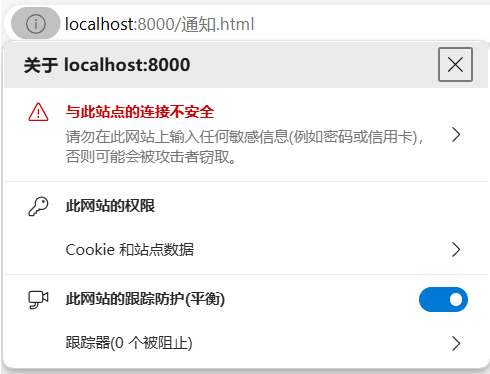 localhost:8000/通知.html
关于 localhost:8000
与此站点的连接不安全
请勿在此网站上输入任何敏感信息(例如密码或信用卡)，
否则可能会被攻击者窃取。
此网站的权限
Cookie 和站点数据
此网站的跟踪防护(平衡)
跟踪器(0 个被阻止)